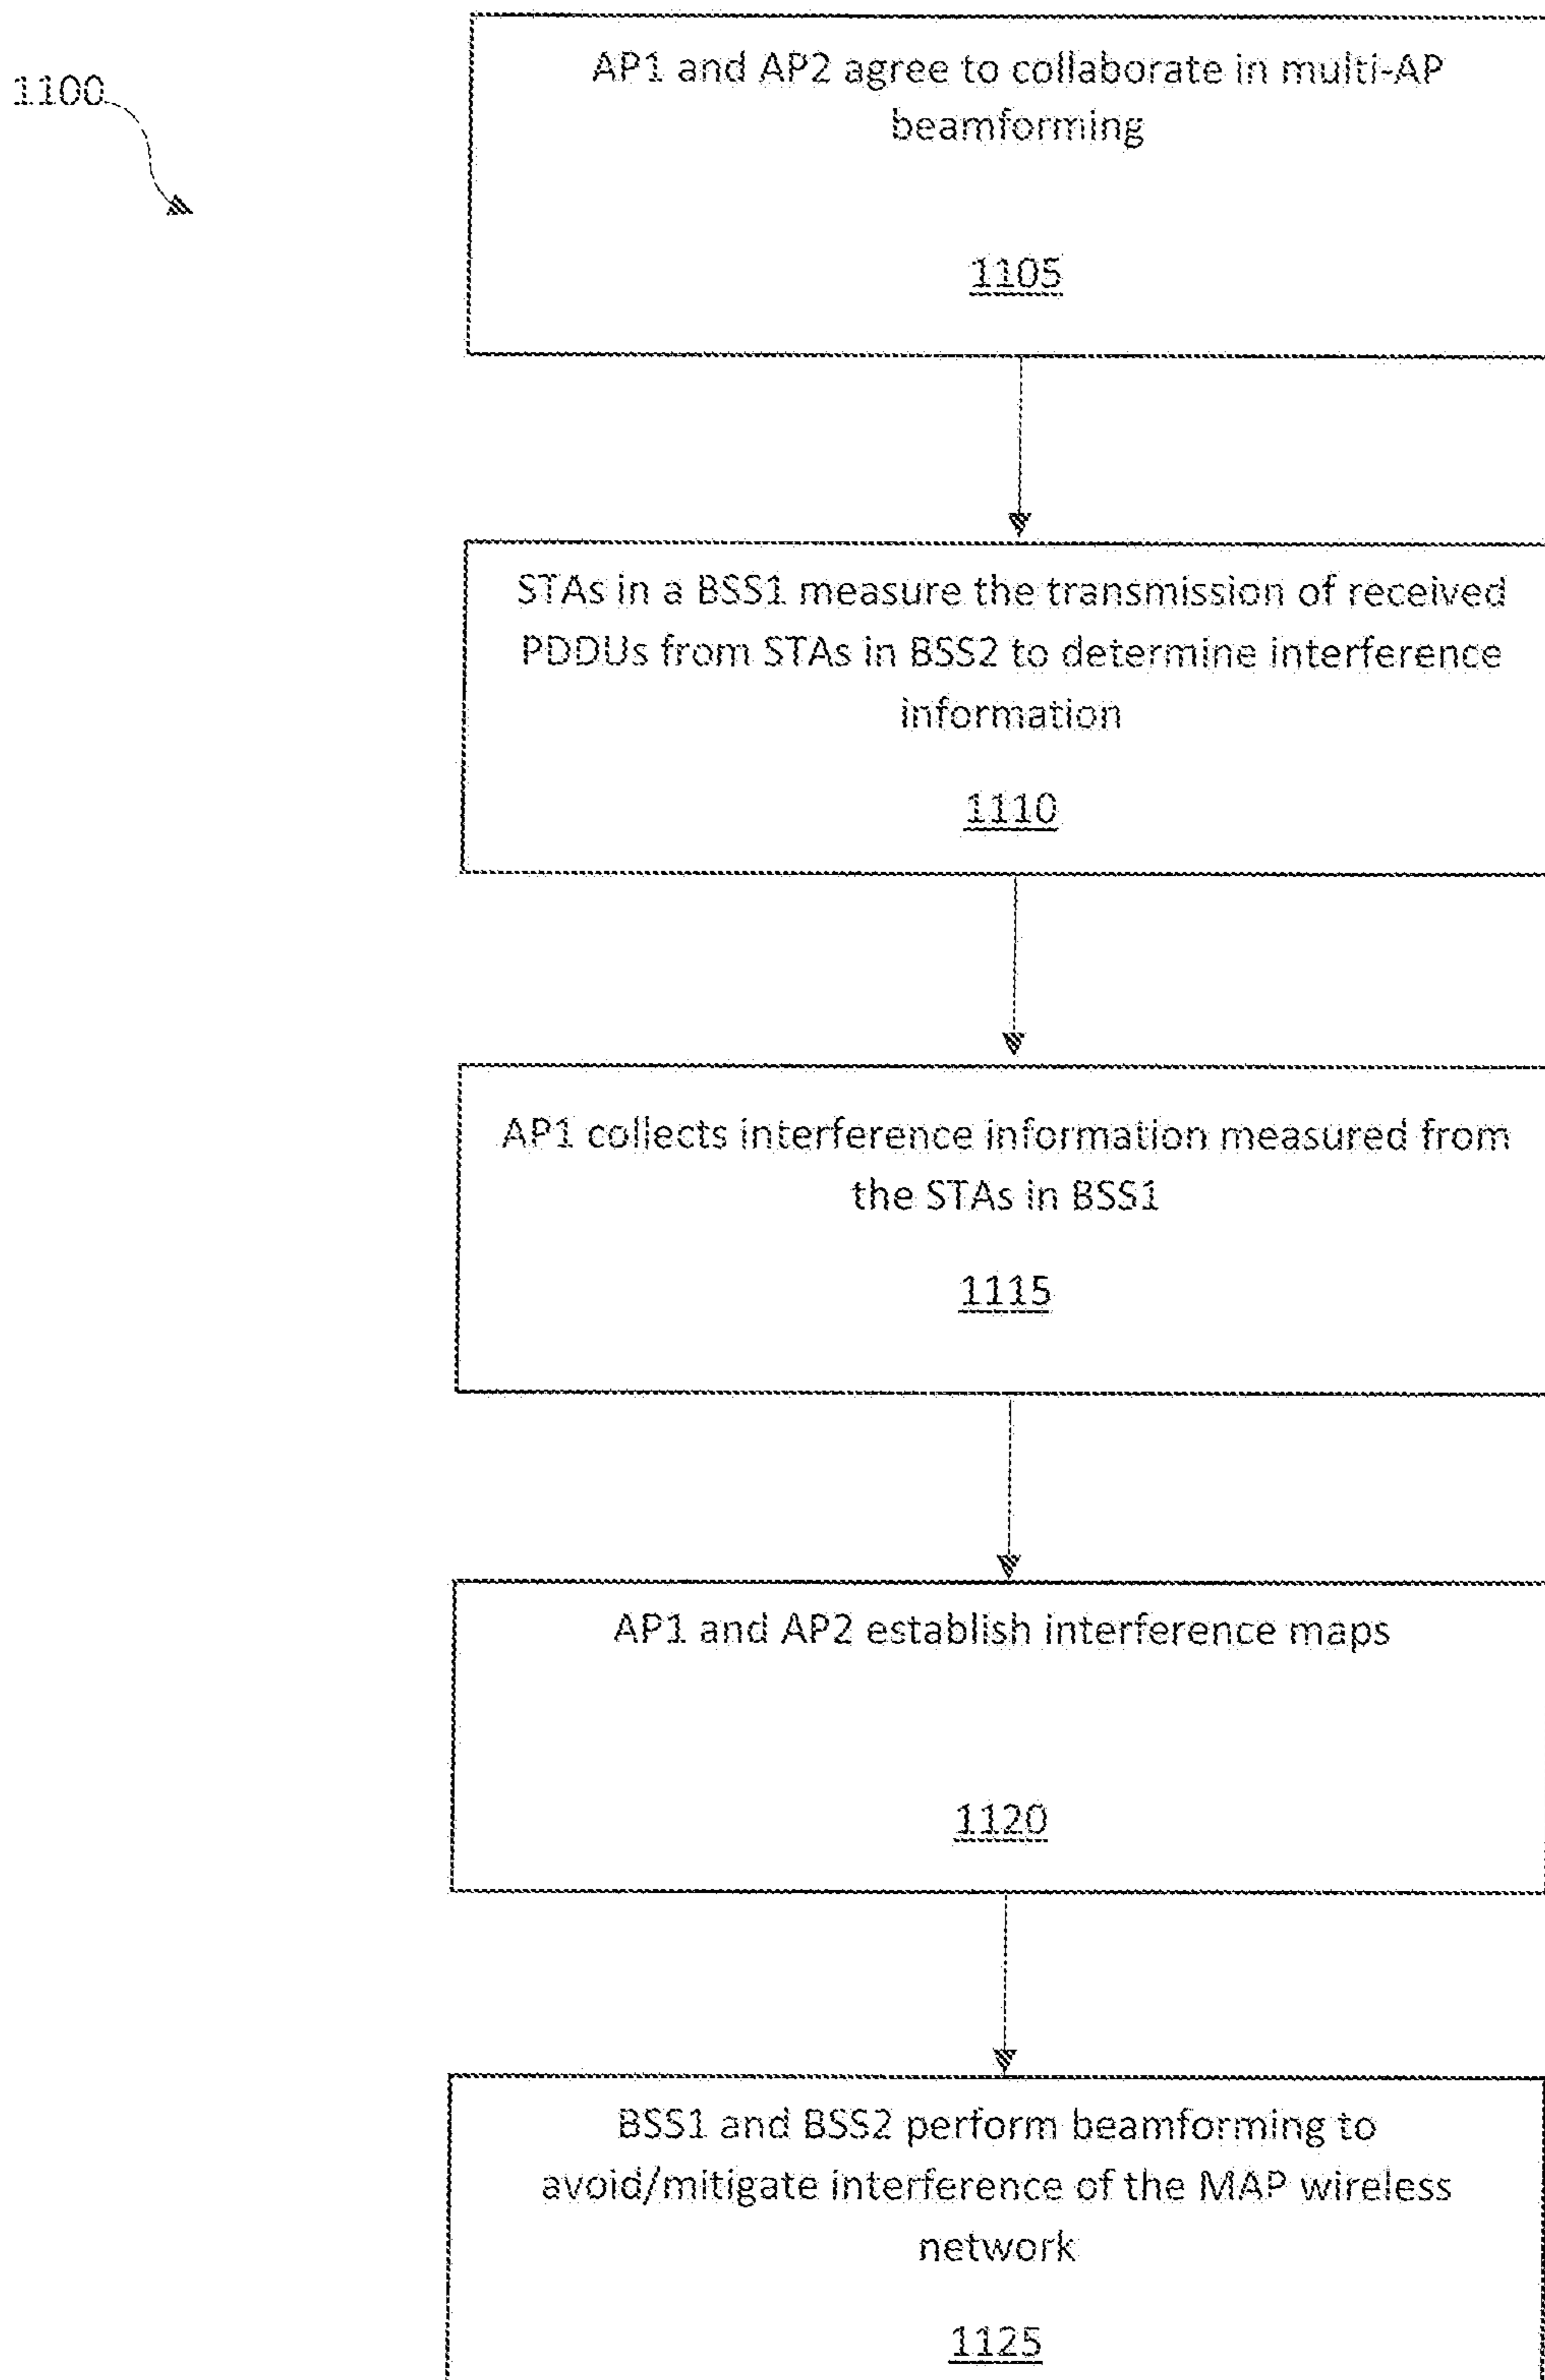 1100
AP1 and AP2 agree to collaborate in multi-AP
beamforming
1105
STAs in a BSS1 measure the transmission of received
PDDUs from STAs in BSS2 to determine interference
information
1110
AP1 collects interference information measured from
the STAs in BSS1
1115
AP1 and AP2 establish interference maps
1120
BSS1 and BSS2 perform beamforming to
avoid/mitigate interference of the MAP wireless
network
1125